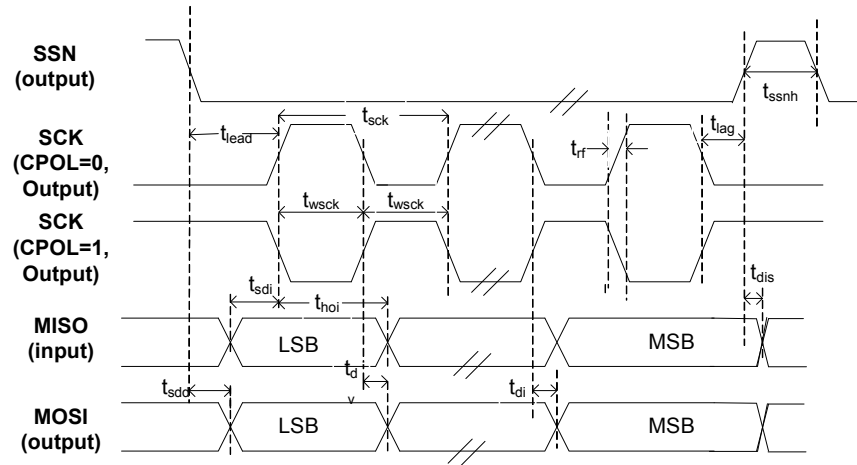 SSN
(output)
t_ssnh
t_lead
t_sck
t_lag
SCK
(CPOL=0,
Output)
t_rf
t_wsck
t_wsck
SCK
(CPOL=1,
Output)
t_sdi
t_hoi
t_dis
MISO
(input)
LSB
MSB
t_sdd
t_d
v
t_di
MOSI
(output)
LSB
MSB